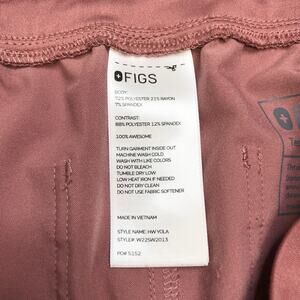 FIGS
BODY:
72% POLYESTER 21% RAYON
7% SPANDEX
CONTRAST:
88% POLYESTER 12% SPANDEX
100% AWESOME
TURN GARMENT INSIDE OUT
MACHINE WASH COLD
WASH WITH LIKE COLORS
DO NOT BLEACH
TUMBLE DRY LOW
LOW HEAT IRON IF NEEDED
DO NOT DRY CLEAN
DO NOT USE FABRIC SOFTENER
MADE IN VIETNAM
STYLE NAME: HW YOLA
STYLE#: W22SW2013
PO# 5152